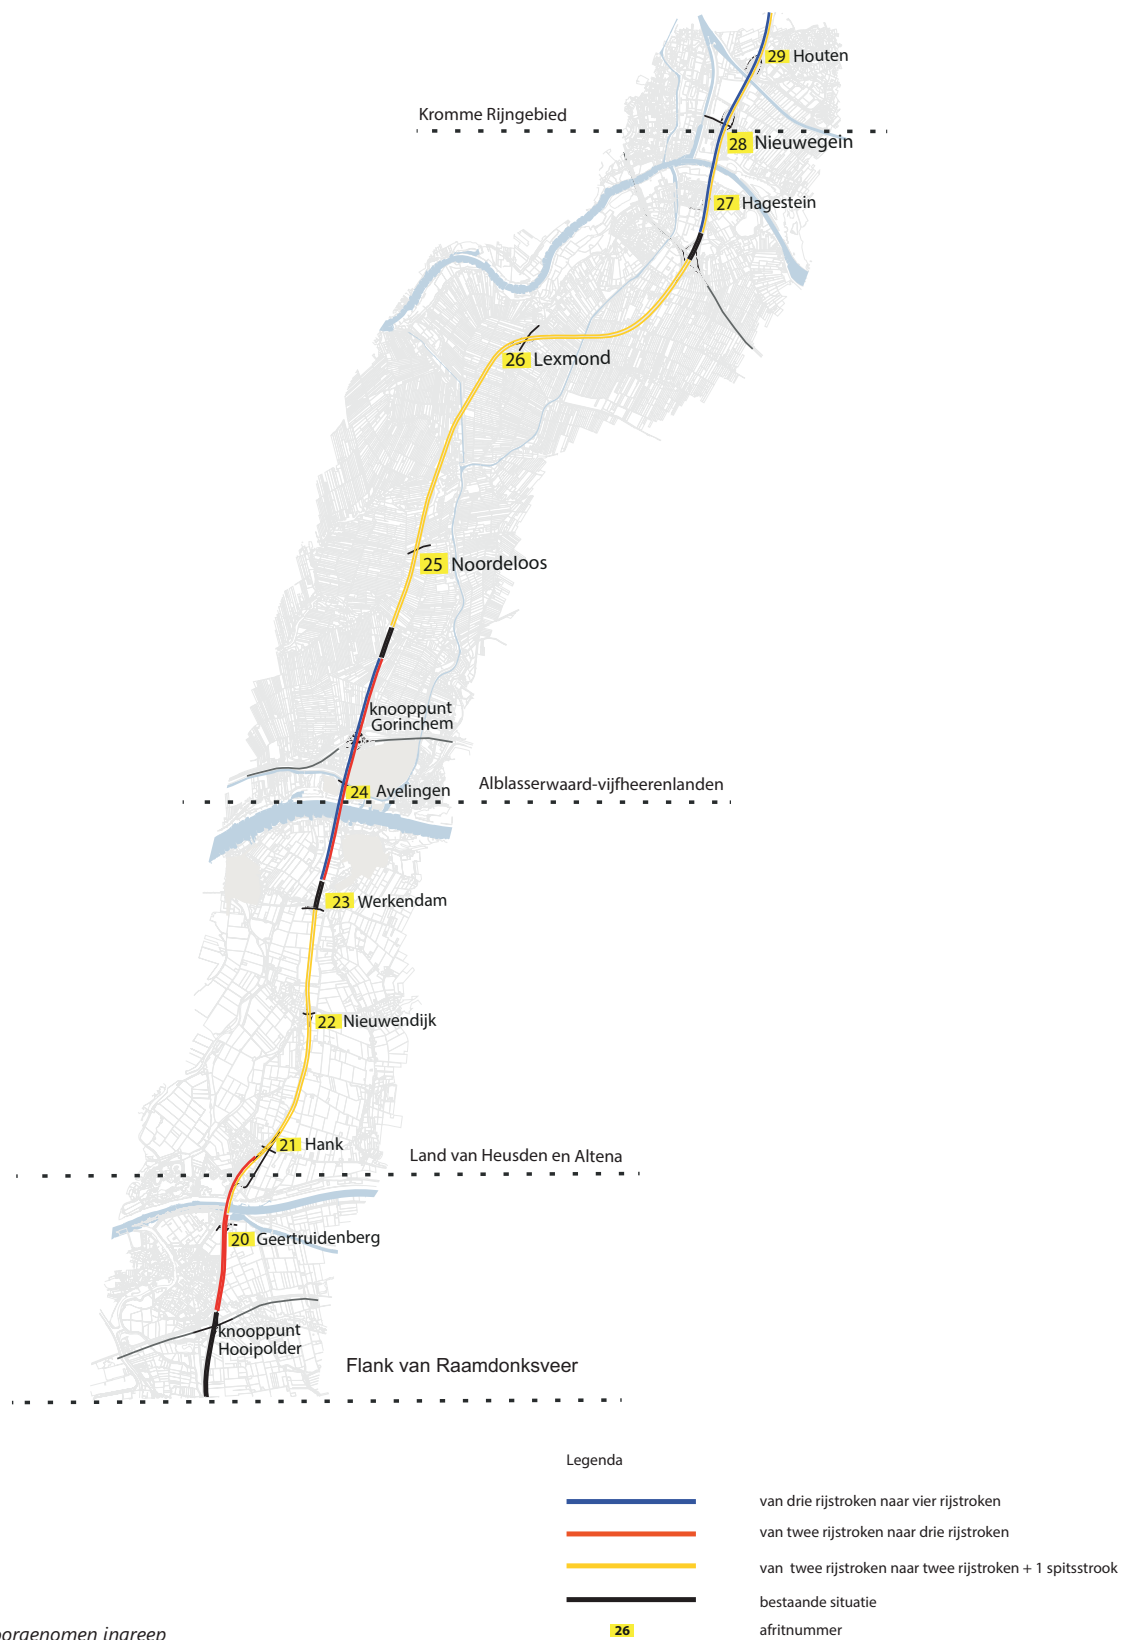 29 Houten
Kromme Rijngebied
28 Nieuwegein
27 Hagestein
26 Lexmond
25 Noordeloos
knooppunt
Gorinchem
Alblasserwaard-vijfheerenlanden
24 Avelingen
23 Werkendam
22 Nieuwendijk
21 Hank
Land van Heusden en Altena
20 Geertruidenberg
knooppunt
Hooipolder
Flank van Raamdonksveer
Legenda
van drie rijstroken naar vier rijstroken
van twee rijstroken naar drie rijstroken
van twee rijstroken naar twee rijstroken + 1 spitsstrook
bestaande situatie
26 afritnummer
orgenomen ingreep